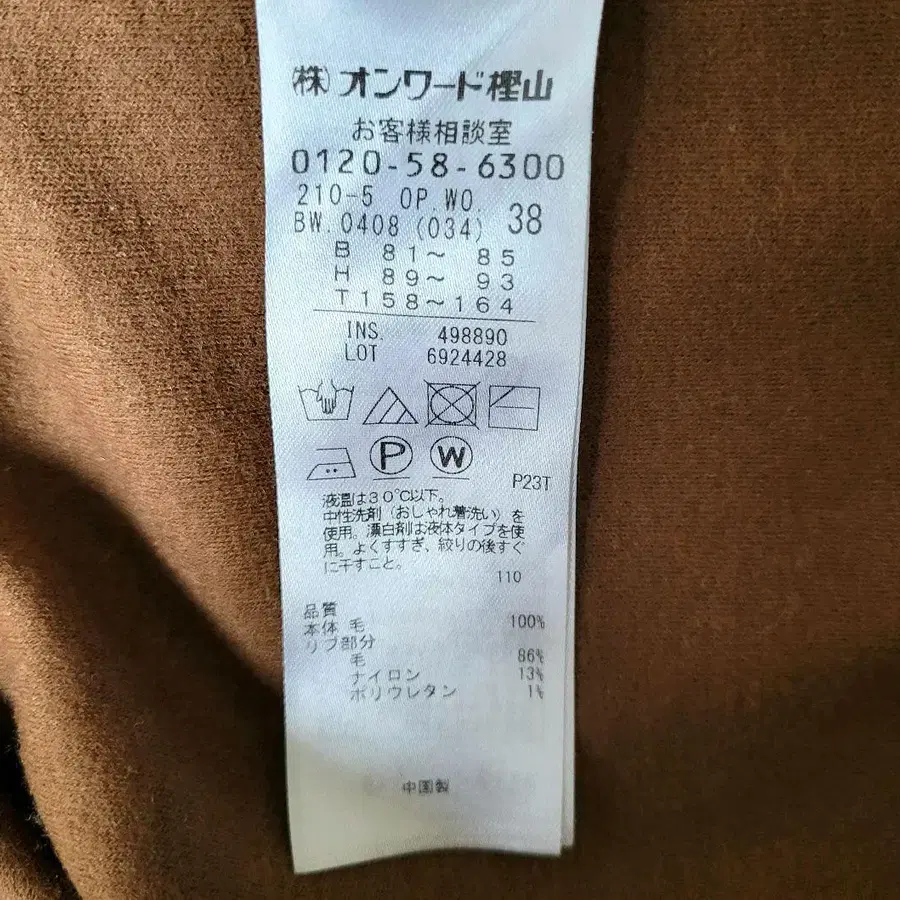 (株)オンワード樫山
お客様相談室
0120-58-6300
210-5 OP.WO.
BW.0408(034) 38
B 81～ 85
H 89～ 93
T158～164
INS. 498890
LOT 6924428
P W
P23T
液温は30℃以下。
中性洗剤(おしゃれ着洗い)を
使用。漂白剤は液体タイプを使
用。よくすすぎ、絞りの後すぐ
に干すこと。
110
品質
本体 毛 100%
リブ部分
毛 86%
ナイロン 13%
ポリウレタン 1%
中国製